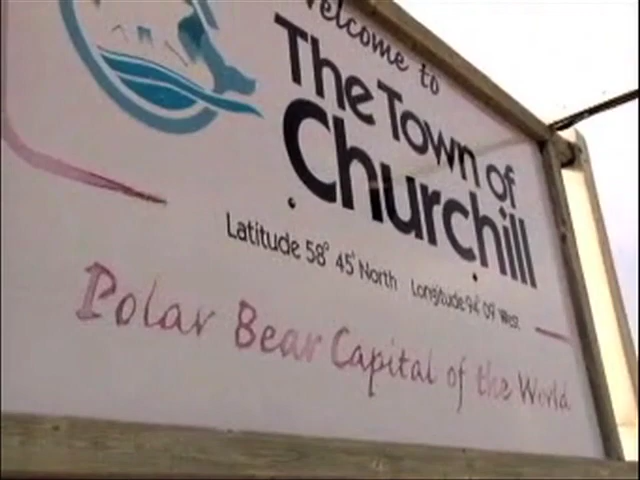 Welcome to
The Town of
Churchill
Latitude 58° 45' North Longitude 94° 09' West
Polar Bear Capital of the World